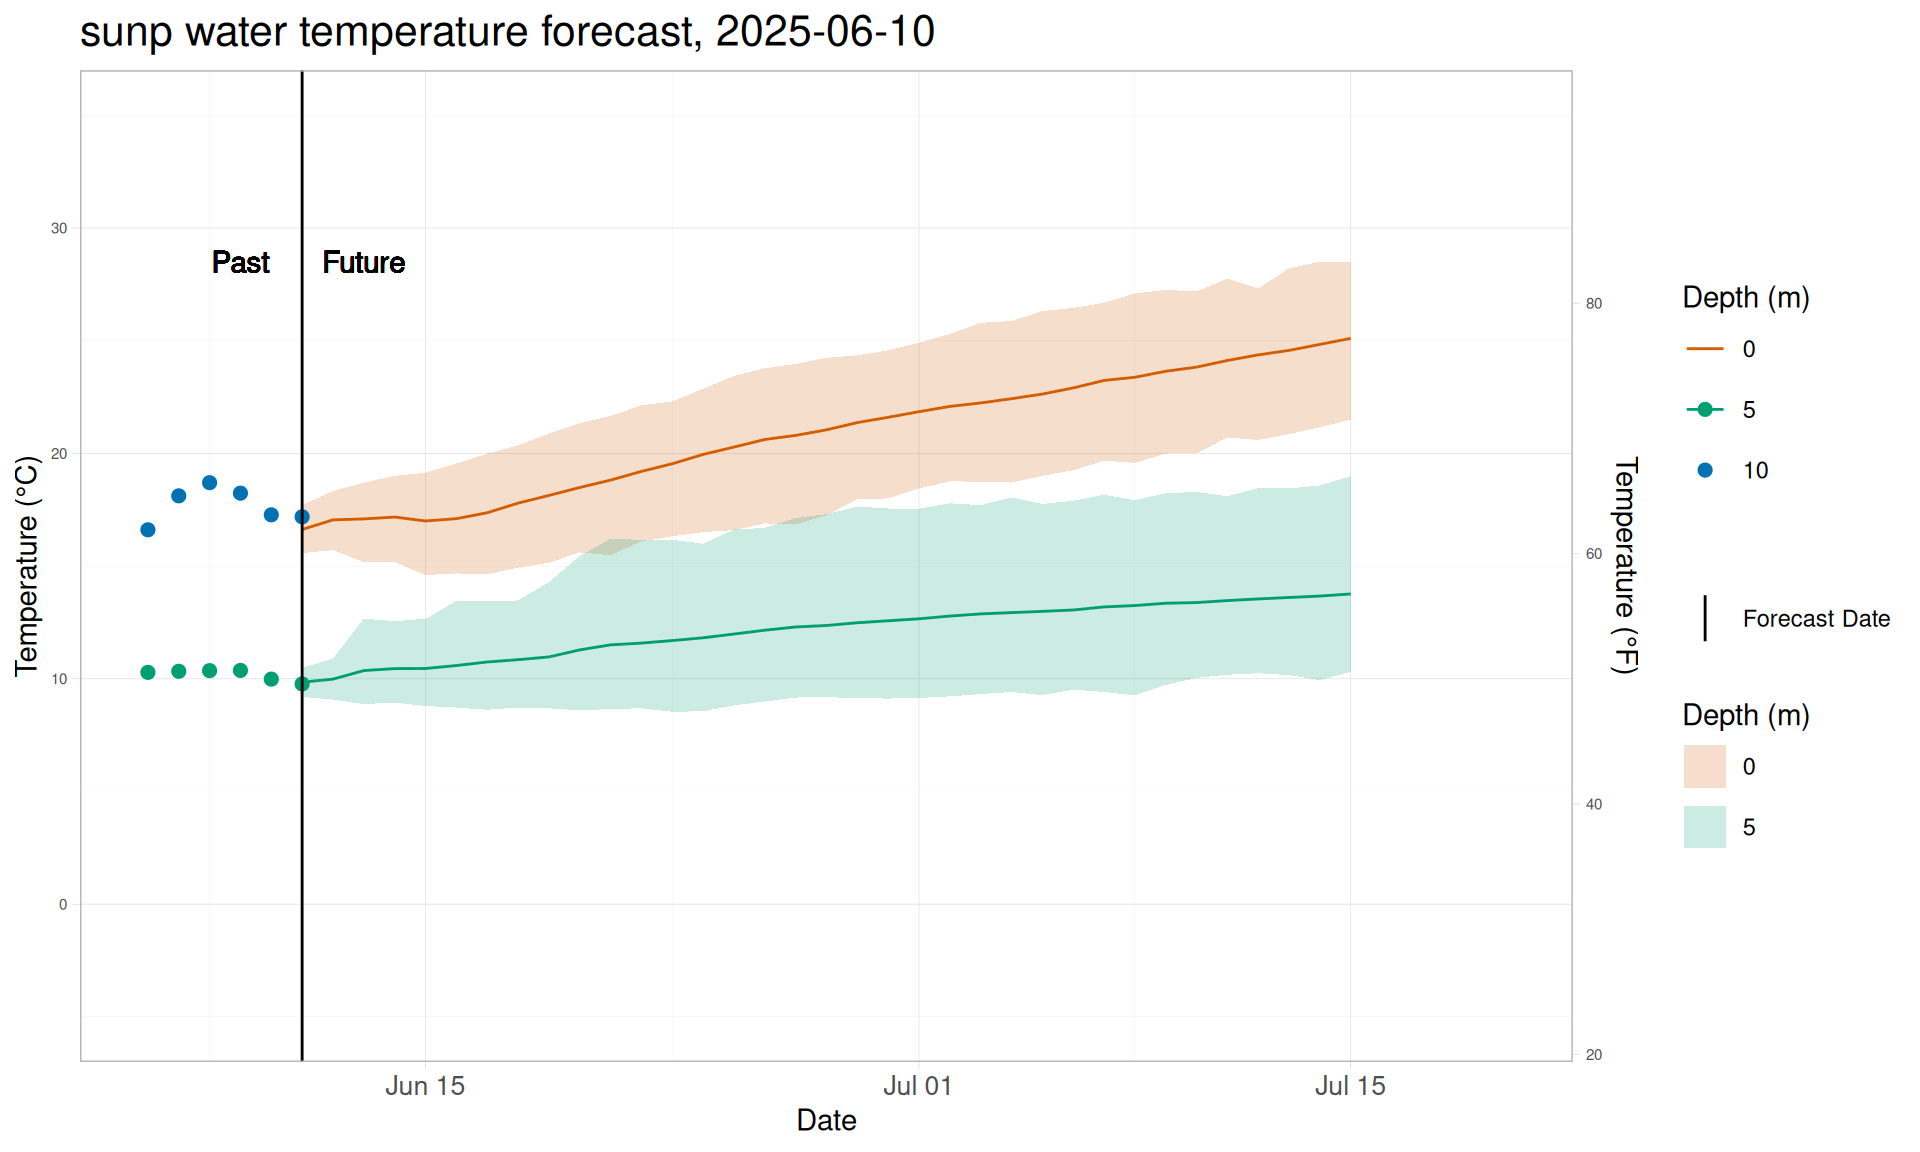 sunp water temperature forecast, 2025-06-10
Past
Future
30
20
10
0
Temperature (°C)
80
60
40
20
Temperature (°F)
Jun 15
Jul 01
Jul 15
Date
Depth (m)
0
5
10
Forecast Date
Depth (m)
0
5